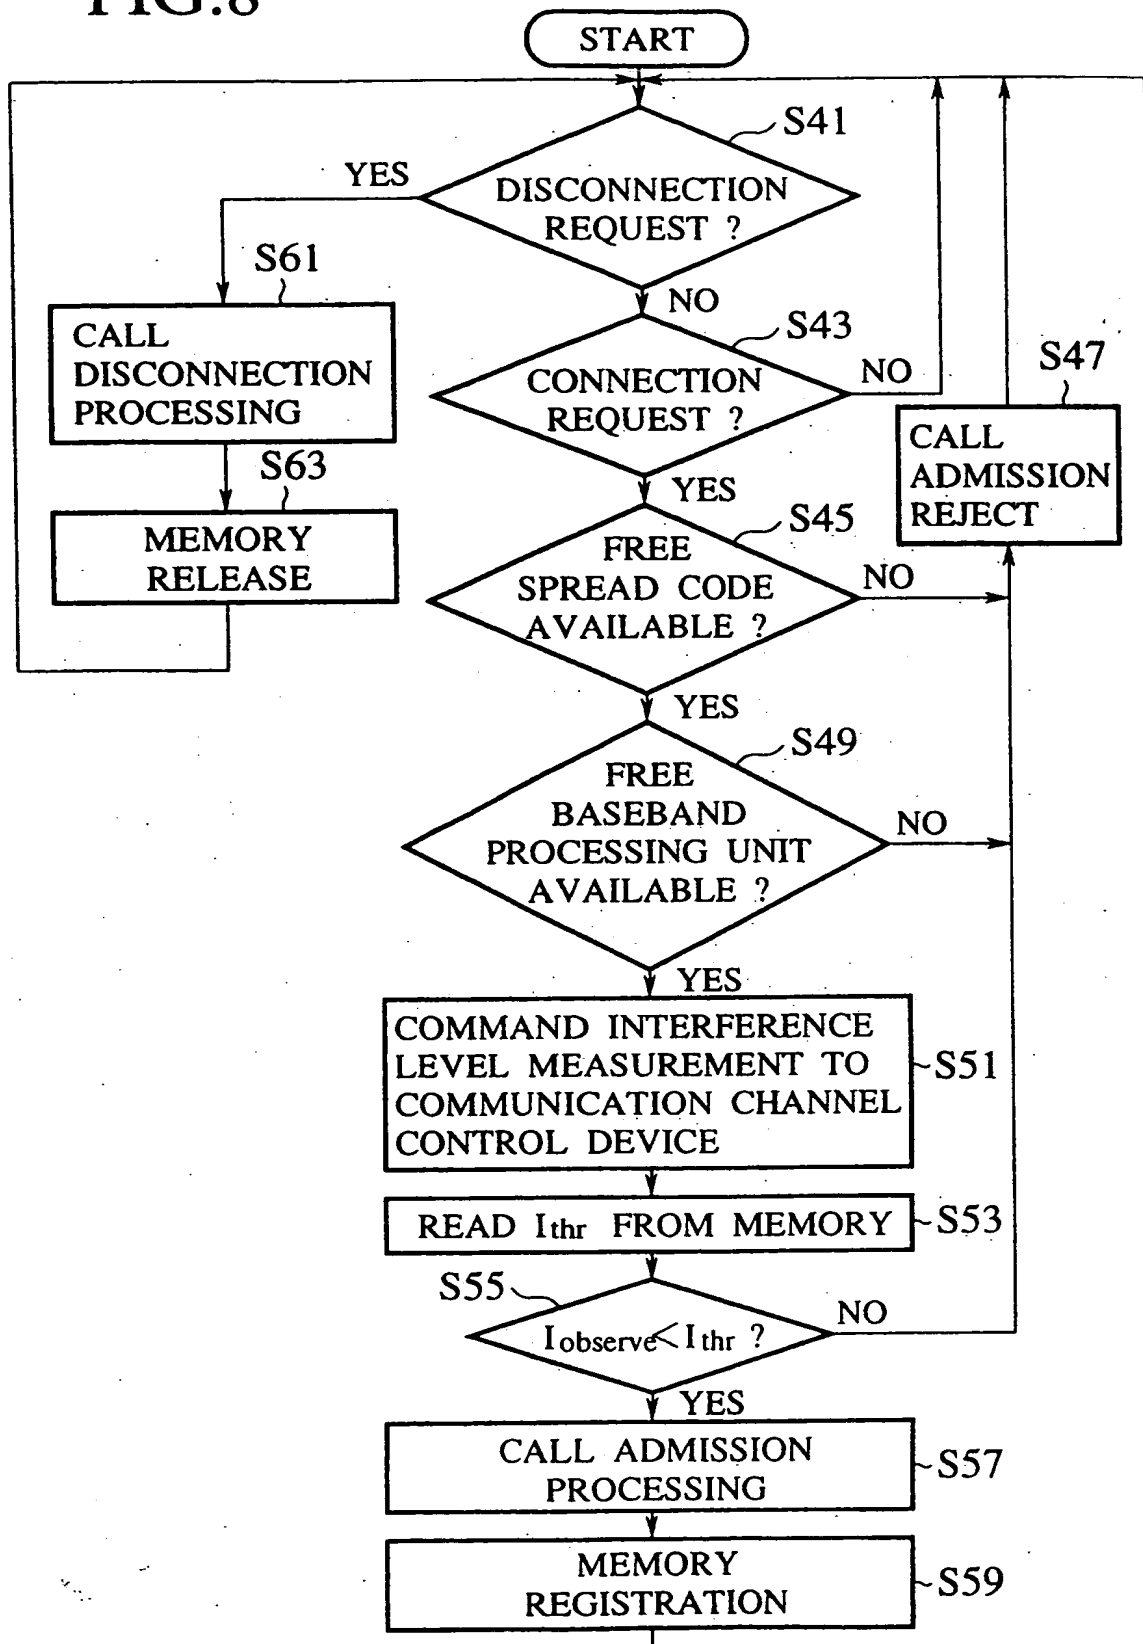 FIG.8
START
S41
YES
DISCONNECTION
REQUEST ?
S61
NO
CALL
DISCONNECTION
PROCESSING
S43
CONNECTION
REQUEST ?
NO
S47
CALL
ADMISSION
REJECT
S63
YES
MEMORY
RELEASE
S45
FREE
SPREAD CODE
AVAILABLE ?
NO
YES
S49
FREE
BASEBAND
PROCESSING UNIT
AVAILABLE ?
NO
YES
COMMAND INTERFERENCE
LEVEL MEASUREMENT TO
COMMUNICATION CHANNEL
CONTROL DEVICE
S51
READ Ithr FROM MEMORY
S53
S55
Iobserve<Ithr ?
NO
YES
CALL ADMISSION
PROCESSING
S57
MEMORY
REGISTRATION
S59